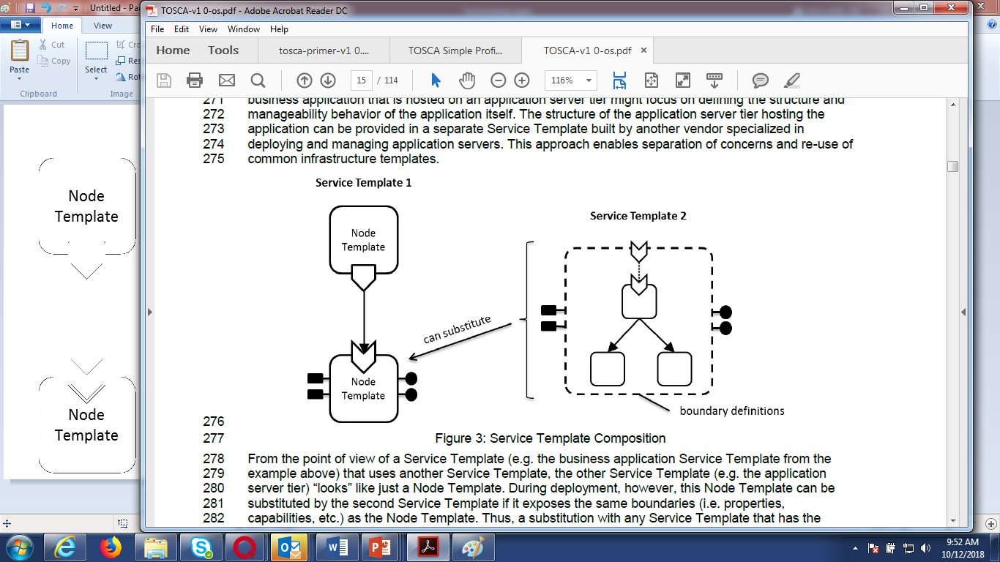 Untitled - Pai
Home View
Cut
Copy
Paste
Clipboard
Select
Cro
Res
Rot
Image
Node
Template
Node
Template
TOSCA-v1 0-os.pdf - Adobe Acrobat Reader DC
File Edit View Window Help
Home Tools tosca-primer-v1 0.... TOSCA Simple Profi... TOSCA-v1 0-os.pdf ×
15 / 114 116%
271 business application that is hosted on an application server tier might focus on defining the structure and
272 manageability behavior of the application itself. The structure of the application server tier hosting the
273 application can be provided in a separate Service Template built by another vendor specialized in
274 deploying and managing application servers. This approach enables separation of concerns and re-use of
275 common infrastructure templates.
Service Template 1
Service Template 2
Node
Template
can substitute
Node
Template
boundary definitions
276
277 Figure 3: Service Template Composition
278 From the point of view of a Service Template (e.g. the business application Service Template from the
279 example above) that uses another Service Template, the other Service Template (e.g. the application
280 server tier) “looks” like just a Node Template. During deployment, however, this Node Template can be
281 substituted by the second Service Template if it exposes the same boundaries (i.e. properties,
282 capabilities, etc.) as the Node Template. Thus, a substitution with any Service Template that has the
9:52 AM
10/12/2018